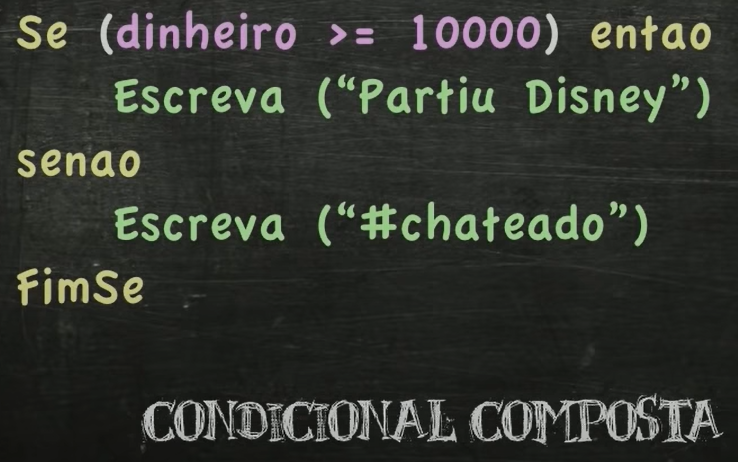 Se (dinheiro >= 10000) entao
Escreva (“Partiu Disney”)
senao
Escreva (“#chateado”)
FimSe
CONDICIONAL COMPOSTA